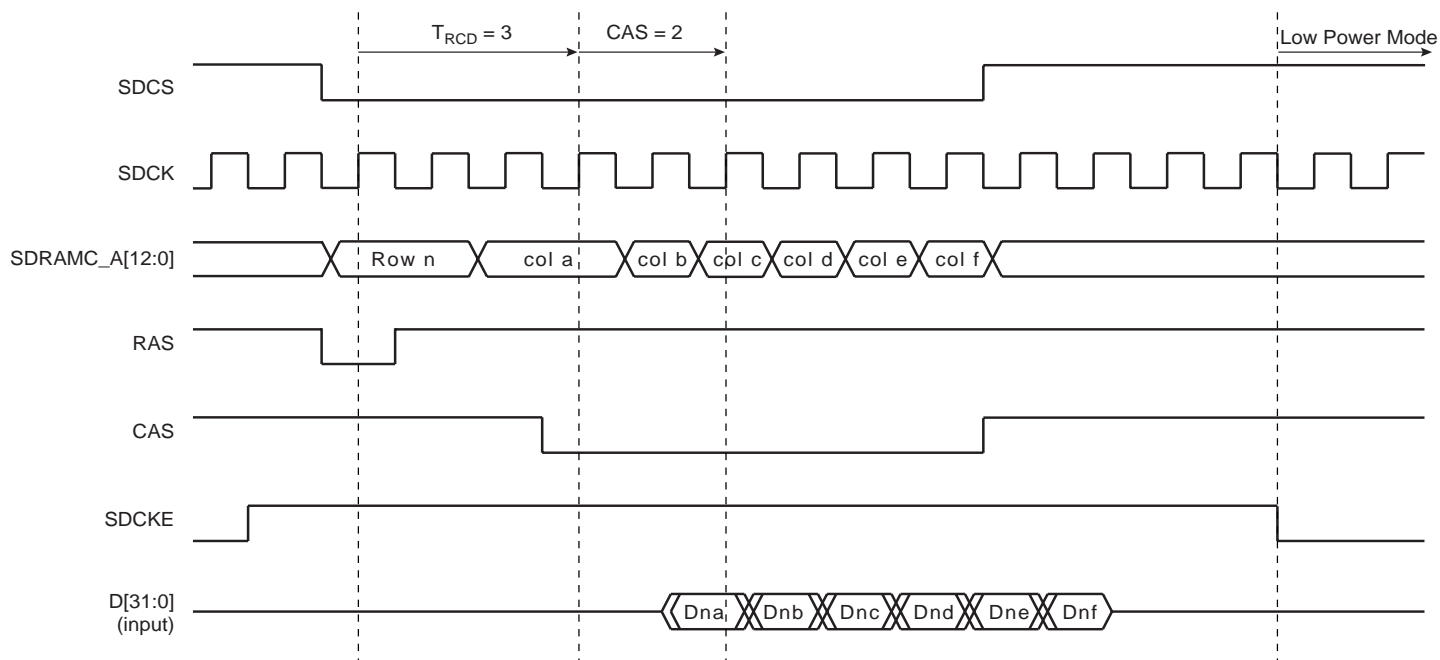 T_RCD = 3
CAS = 2
Low Power Mode
SDCS
SDCK
SDRAMC_A[12:0]
Row n
col a
col b
col c
col d
col e
col f
RAS
CAS
SDCKE
D[31:0]
(input)
Dna
Dnb
Dnc
Dnd
Dne
Dnf